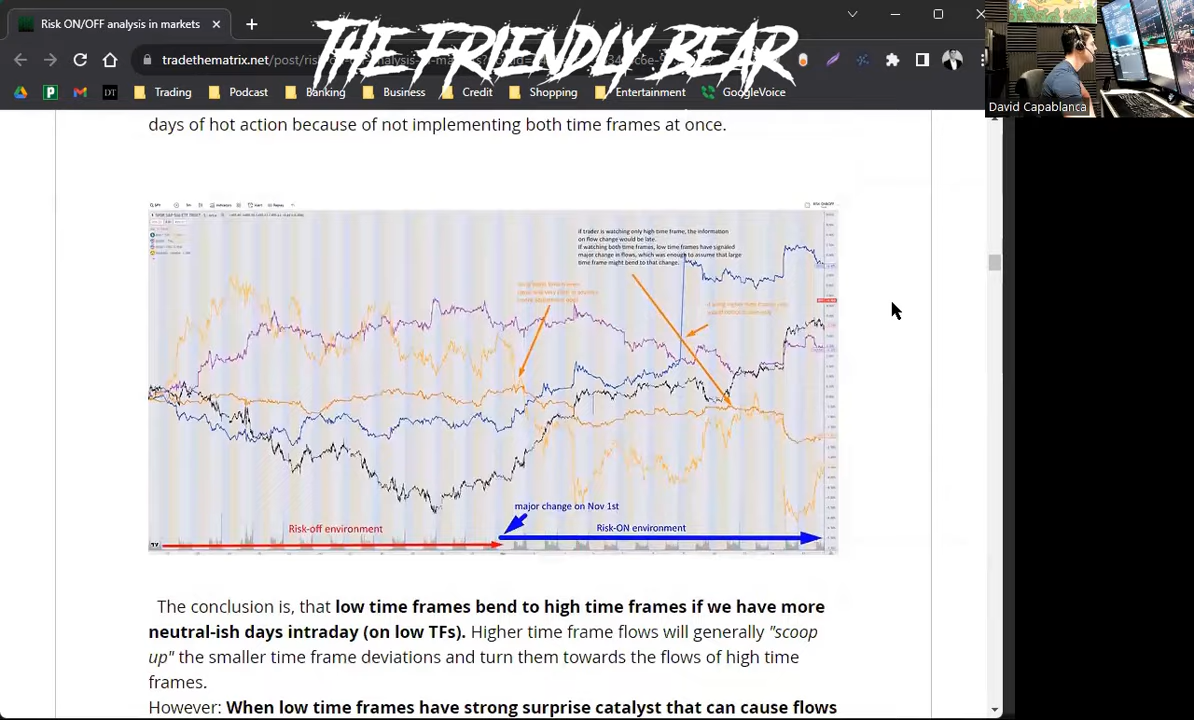 Risk ON/OFF analysis in markets
THE FRIENDLY BEAR
tradethematrix.net/post/
Trading
Podcast
Banking
Business
Credit
Shopping
Entertainment
GoogleVoice
David Capablanca
days of hot action because of not implementing both time frames at once.
if trader is watching only high time frame, the information
on flow change would be late.
If watching both time frames, low time frames have signaled
major change in flows, which was enough to assume that large
time frame might bend to that change.
major change on Nov 1st
Risk-off environment
Risk-ON environment
The conclusion is, that low time frames bend to high time frames if we have more
neutral-ish days intraday (on low TFs). Higher time frame flows will generally "scoop
up" the smaller time frame deviations and turn them towards the flows of high time
frames.
However: When low time frames have strong surprise catalyst that can cause flows